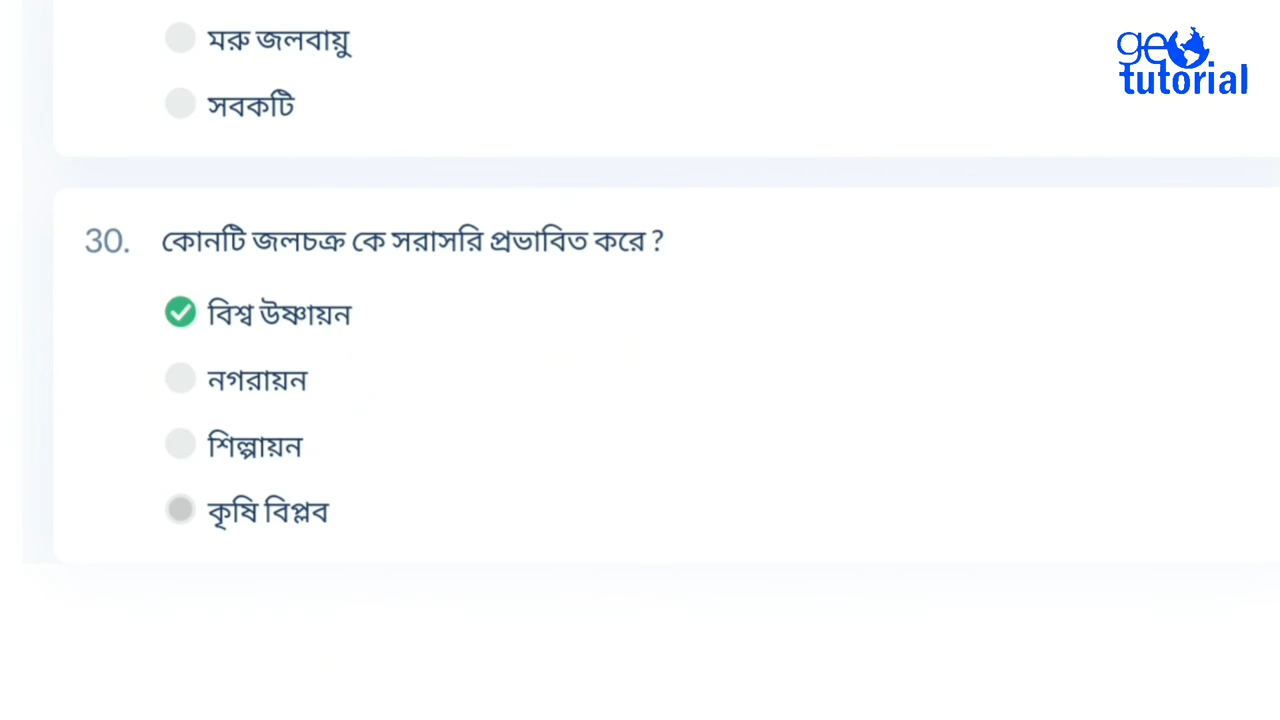 মরু জলবায়ু
সবকটি
geo
tutorial
30. কোনটি জলচক্র কে সরাসরি প্রভাবিত করে ?
বিশ্ব উষ্ণায়ন
নগরায়ন
শিল্পায়ন
কৃষি বিপ্লব